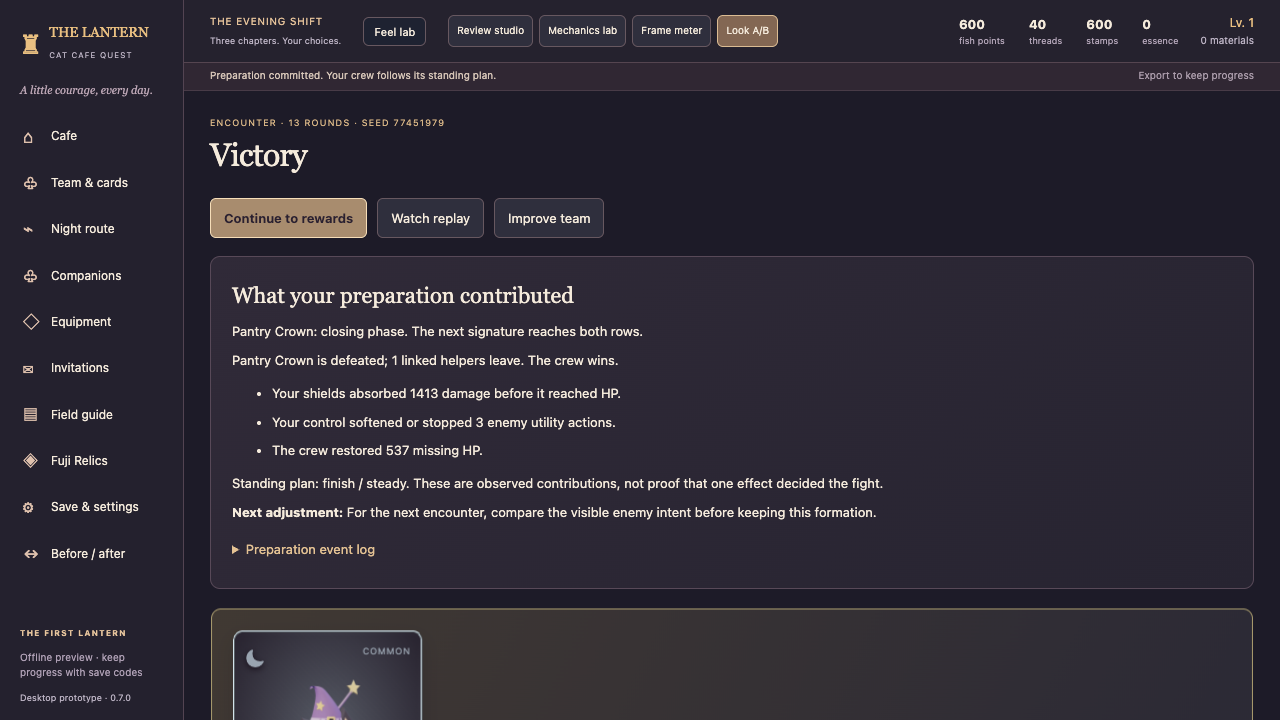 THE LANTERN
CAT CAFE QUEST
A little courage, every day.
Cafe
Team & cards
Night route
Companions
Equipment
Invitations
Field guide
Fuji Relics
Save & settings
Before / after
THE FIRST LANTERN
Offline preview · keep
progress with save codes
Desktop prototype · 0.7.0
THE EVENING SHIFT
Three chapters. Your choices.
Feel lab
Review studio
Mechanics lab
Frame meter
Look A/B
600
fish points
40
threads
600
stamps
0
essence
Lv. 1
0 materials
Preparation committed. Your crew follows its standing plan.
Export to keep progress
ENCOUNTER · 13 ROUNDS · SEED 77451979
Victory
Continue to rewards
Watch replay
Improve team
What your preparation contributed
Pantry Crown: closing phase. The next signature reaches both rows.
Pantry Crown is defeated; 1 linked helpers leave. The crew wins.
• Your shields absorbed 1413 damage before it reached HP.
• Your control softened or stopped 3 enemy utility actions.
• The crew restored 537 missing HP.
Standing plan: finish / steady. These are observed contributions, not proof that one effect decided the fight.
Next adjustment: For the next encounter, compare the visible enemy intent before keeping this formation.
Preparation event log
COMMON